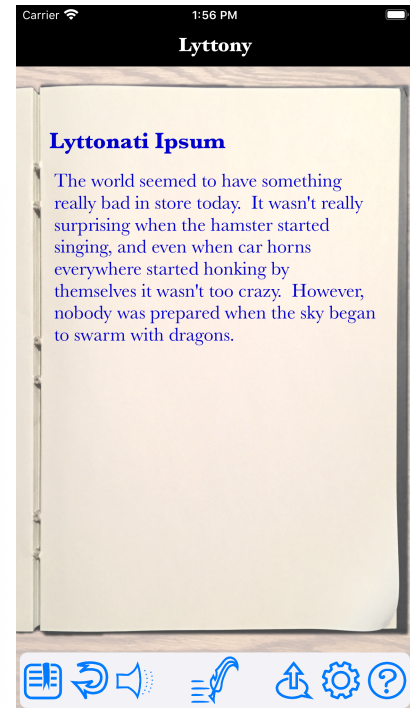 Carrier 1:56 PM
Lyttony
Lyttonati Ipsum
The world seemed to have something
really bad in store today.  It wasn't really
surprising when the hamster started
singing, and even when car horns
everywhere started honking by
themselves it wasn't too crazy.  However,
nobody was prepared when the sky began
to swarm with dragons.
?